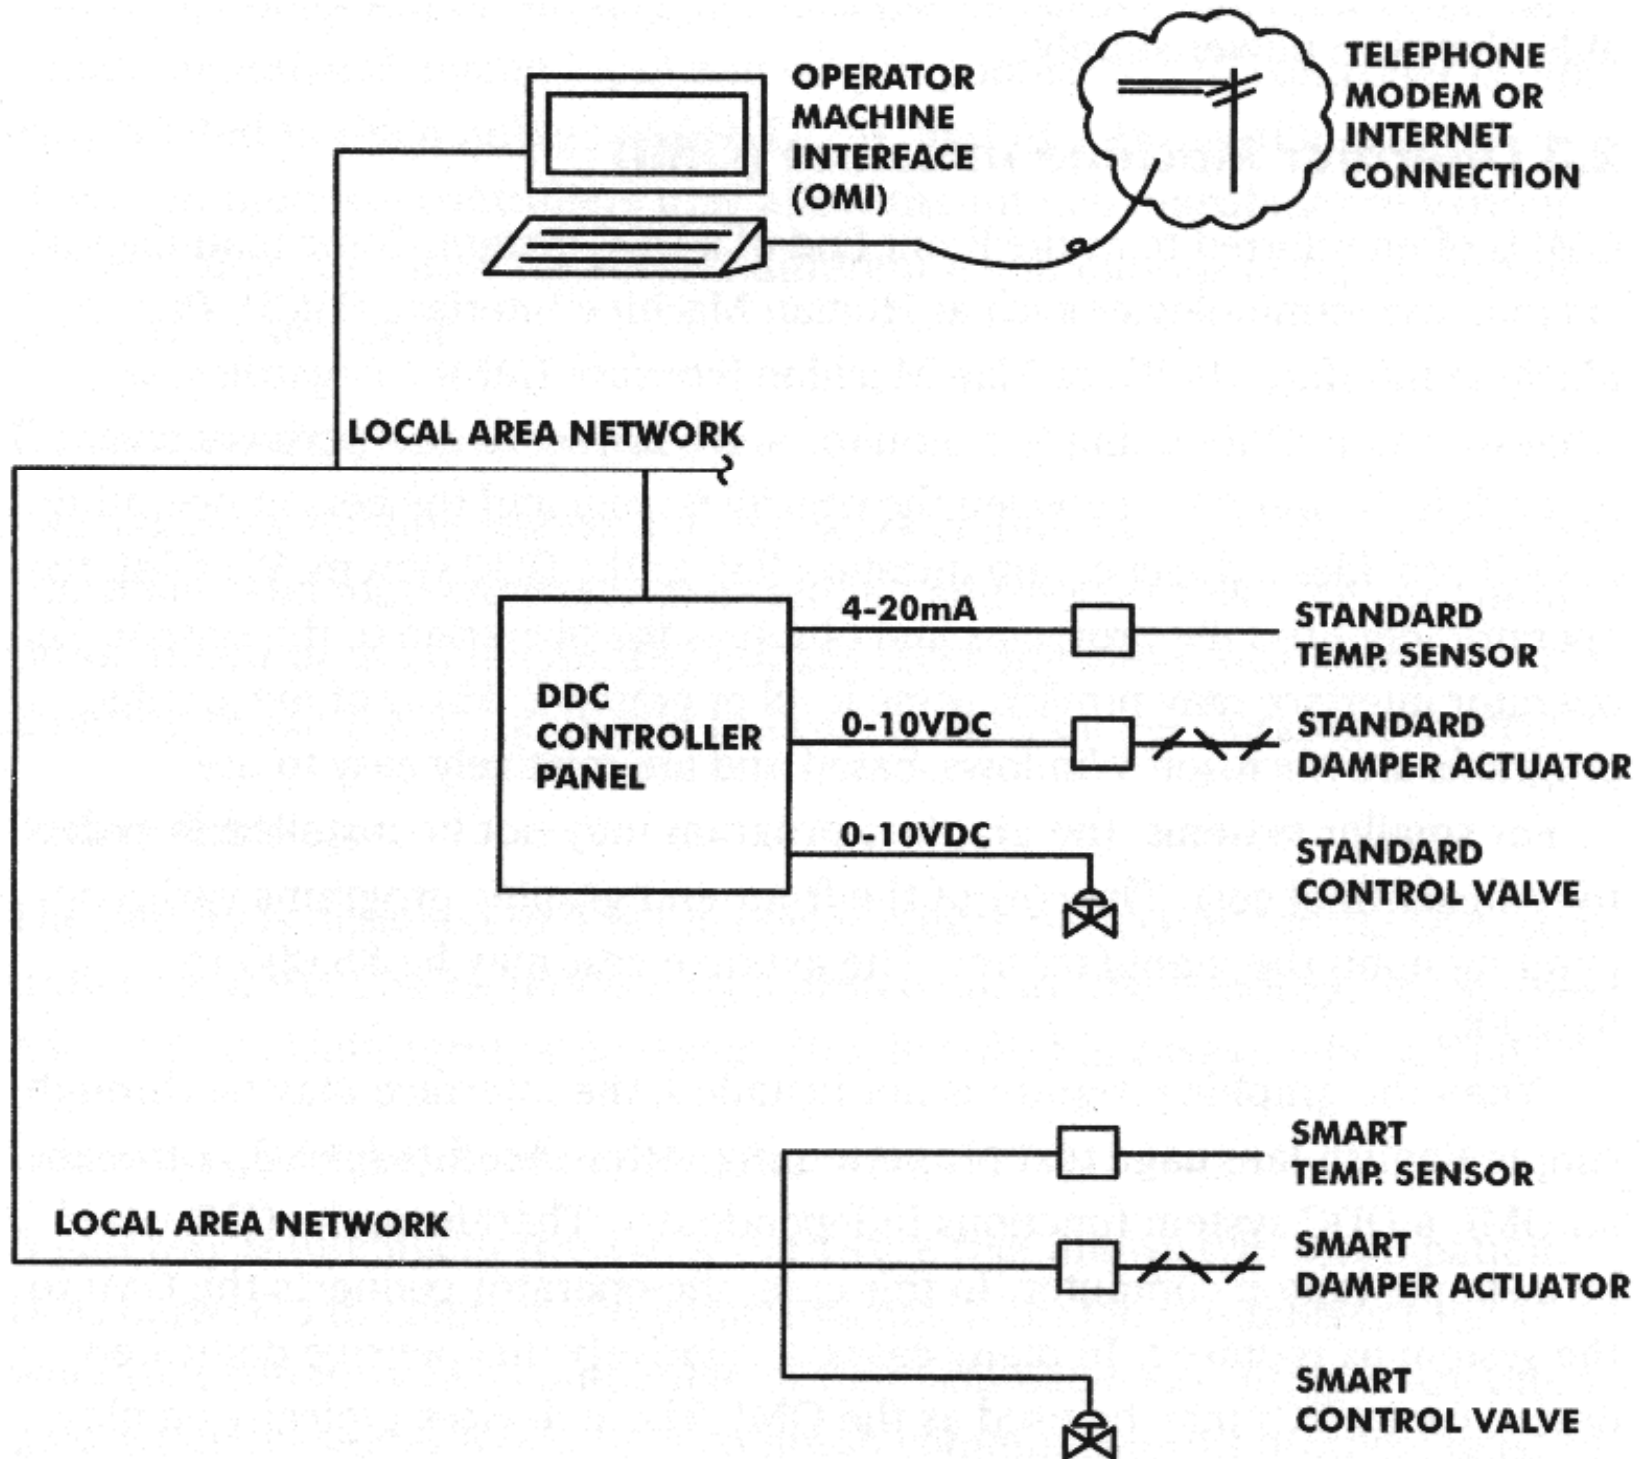 OPERATOR
MACHINE
INTERFACE
(OMI)
TELEPHONE
MODEM OR
INTERNET
CONNECTION
LOCAL AREA NETWORK
DDC
CONTROLLER
PANEL
4-20mA
STANDARD
TEMP. SENSOR
0-10VDC
STANDARD
DAMPER ACTUATOR
0-10VDC
STANDARD
CONTROL VALVE
LOCAL AREA NETWORK
SMART
TEMP. SENSOR
SMART
DAMPER ACTUATOR
SMART
CONTROL VALVE